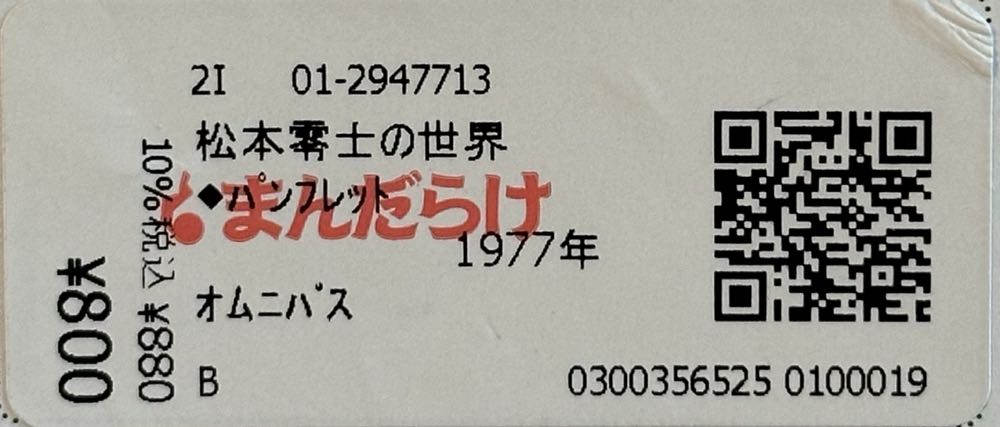 2I 01-2947713
松本零士の世界
◆パンフレット
まんだらけ
1977年
オムニバス
B
0300356525 0100019
10%税込 ¥880
¥800